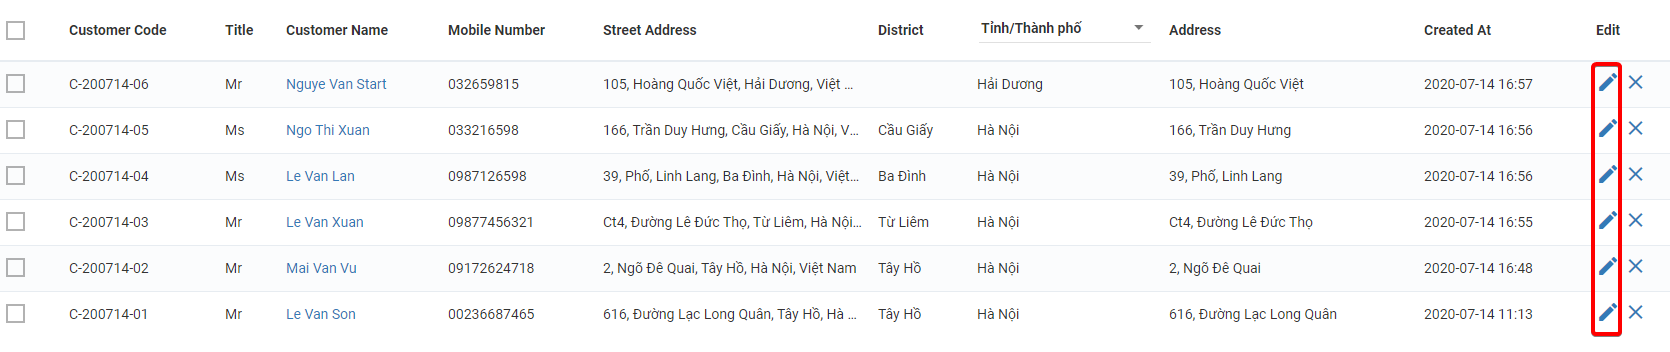 Customer Code Title Customer Name Mobile Number Street Address District Tỉnh/Thành phố Address Created At Edit
C-200714-06 Mr Nguye Van Start 032659815 105, Hoàng Quốc Việt, Hải Dương, Việt ... Hải Dương 105, Hoàng Quốc Việt 2020-07-14 16:57
C-200714-05 Ms Ngo Thi Xuan 033216598 166, Trần Duy Hưng, Cầu Giấy, Hà Nội, V... Cầu Giấy Hà Nội 166, Trần Duy Hưng 2020-07-14 16:56
C-200714-04 Ms Le Van Lan 0987126598 39, Phố, Linh Lang, Ba Đình, Hà Nội, Việt... Ba Đình Hà Nội 39, Phố, Linh Lang 2020-07-14 16:56
C-200714-03 Mr Le Van Xuan 09877456321 Ct4, Đường Lê Đức Thọ, Từ Liêm, Hà Nội... Từ Liêm Hà Nội Ct4, Đường Lê Đức Thọ 2020-07-14 16:55
C-200714-02 Mr Mai Van Vu 09172624718 2, Ngõ Đê Quai, Tây Hồ, Hà Nội, Việt Nam Tây Hồ Hà Nội 2, Ngõ Đê Quai 2020-07-14 16:48
C-200714-01 Mr Le Van Son 00236687465 616, Đường Lạc Long Quân, Tây Hồ, Hà ... Tây Hồ Hà Nội 616, Đường Lạc Long Quân 2020-07-14 11:13